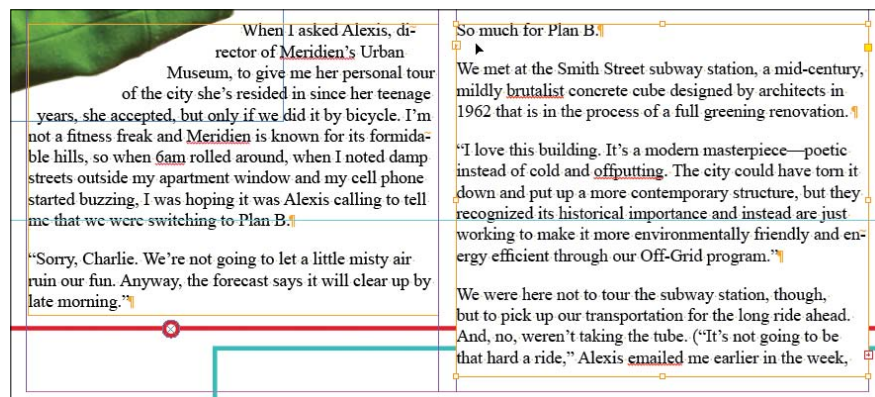 When I asked Alexis, di-
rector of Meridien’s Urban
Museum, to give me her personal tour
of the city she’s resided in since her teenage
years, she accepted, but only if we did it by bicycle. I’m
not a fitness freak and Meridien is known for its formida-
ble hills, so when 6am rolled around, when I noted damp
streets outside my apartment window and my cell phone
started buzzing, I was hoping it was Alexis calling to tell
me that we were switching to Plan B.
“Sorry, Charlie. We’re not going to let a little misty air
ruin our fun. Anyway, the forecast says it will clear up by
late morning.”
So much for Plan B.
We met at the Smith Street subway station, a mid-century,
mildly brutalist concrete cube designed by architects in
1962 that is in the process of a full greening renovation.
“I love this building. It’s a modern masterpiece—poetic
instead of cold and offputting. The city could have torn it
down and put up a more contemporary structure, but they
recognized its historical importance and instead are just
working to make it more environmentally friendly and en-
ergy efficient through our Off-Grid program.”
We were here not to tour the subway station, though,
but to pick up our transportation for the long ride ahead.
And, no, weren’t taking the tube. (“It’s not going to be
that hard a ride,” Alexis emailed me earlier in the week,